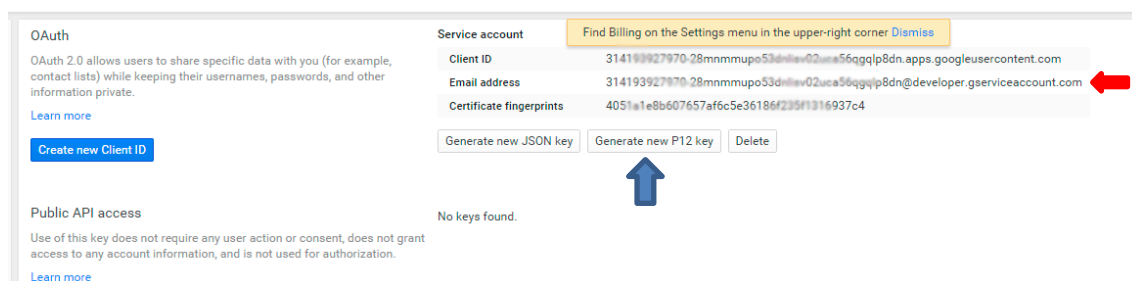 OAuth
OAuth 2.0 allows users to share specific data with you (for example,
contact lists) while keeping their usernames, passwords, and other
information private.
Learn more
Create new Client ID
Service account
Find Billing on the Settings menu in the upper-right corner Dismiss
Client ID
Email address
Certificate fingerprints
Generate new JSON key
Generate new P12 key
Delete
Public API access
Use of this key does not require any user action or consent, does not grant
access to any account information, and is not used for authorization.
Learn more
No keys found.